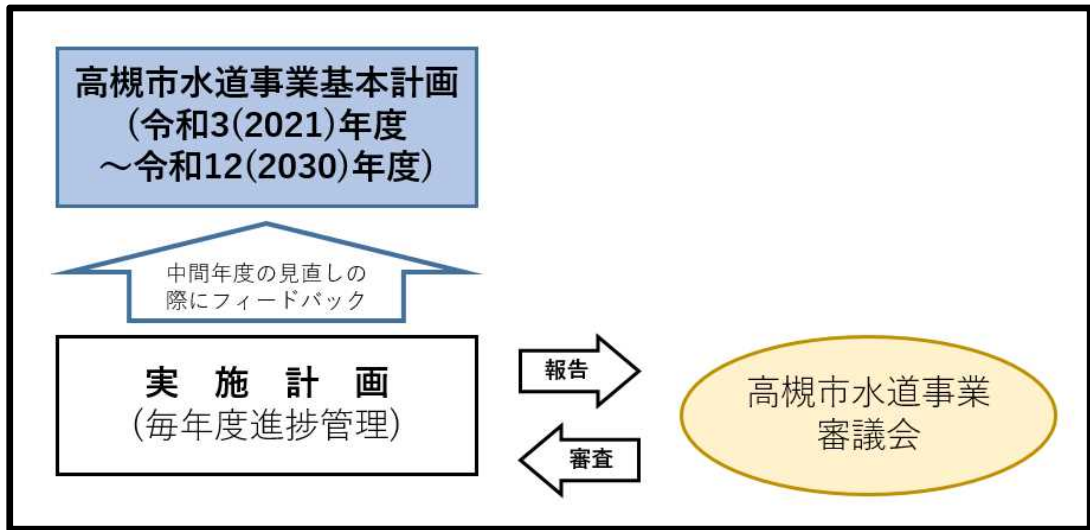 高槻市水道事業基本計画
(令和3(2021)年度
～令和12(2030)年度)
中間年度の見直しの
際にフィードバック
実 施 計 画
(毎年度進捗管理)
報告
審査
高槻市水道事業
審議会